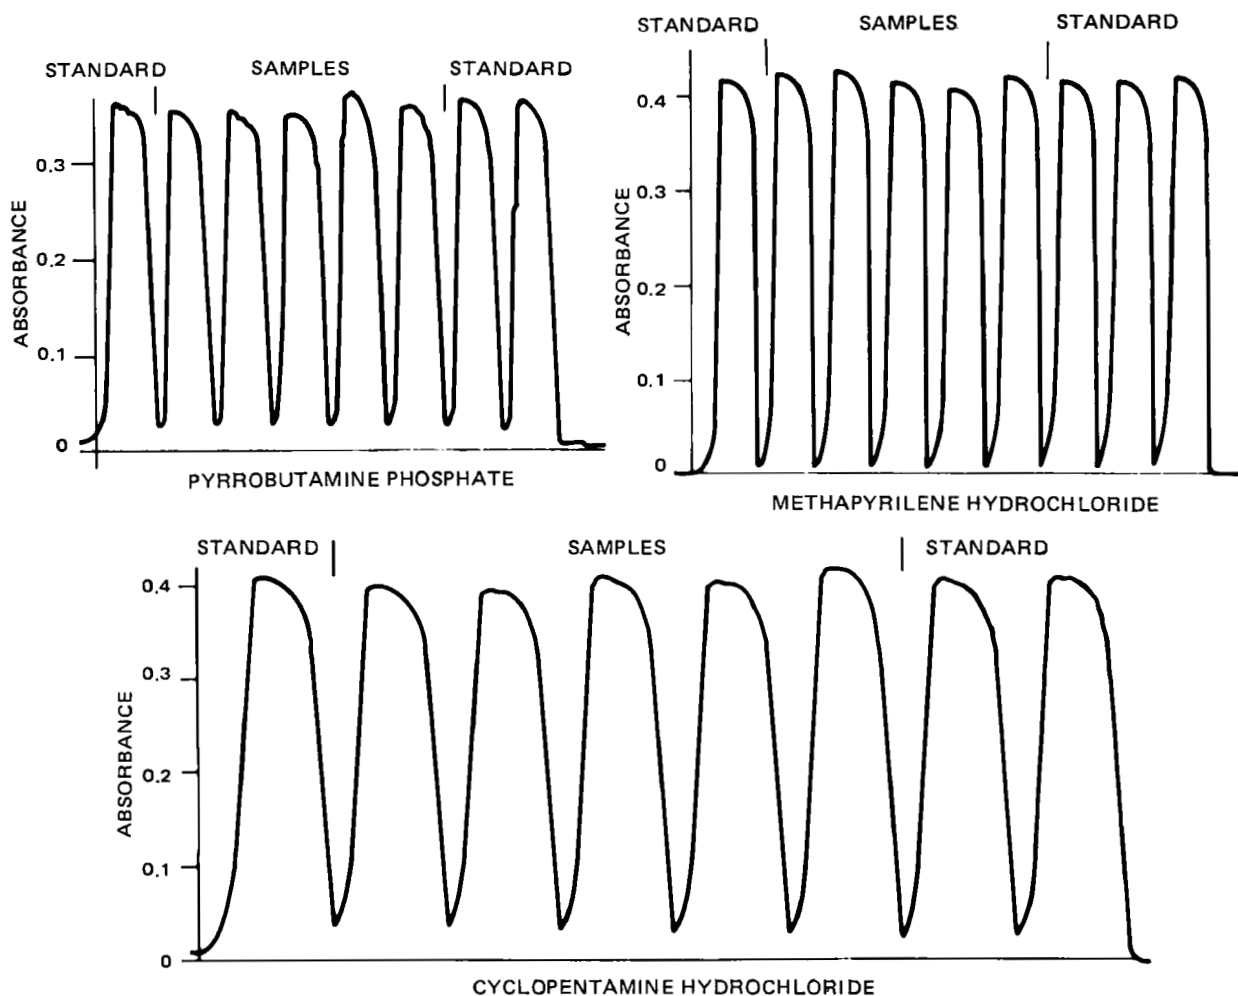 STANDARD SAMPLES STANDARD
0.3
0.2
0.1
0
ABSORBANCE
PYRROBUTAMINE PHOSPHATE
STANDARD SAMPLES STANDARD
0.4
0.3
0.2
0.1
0
ABSORBANCE
METHAPYRILENE HYDROCHLORIDE
STANDARD SAMPLES STANDARD
0.4
0.3
0.2
0.1
0
ABSORBANCE
CYCLOPENTAMINE HYDROCHLORIDE